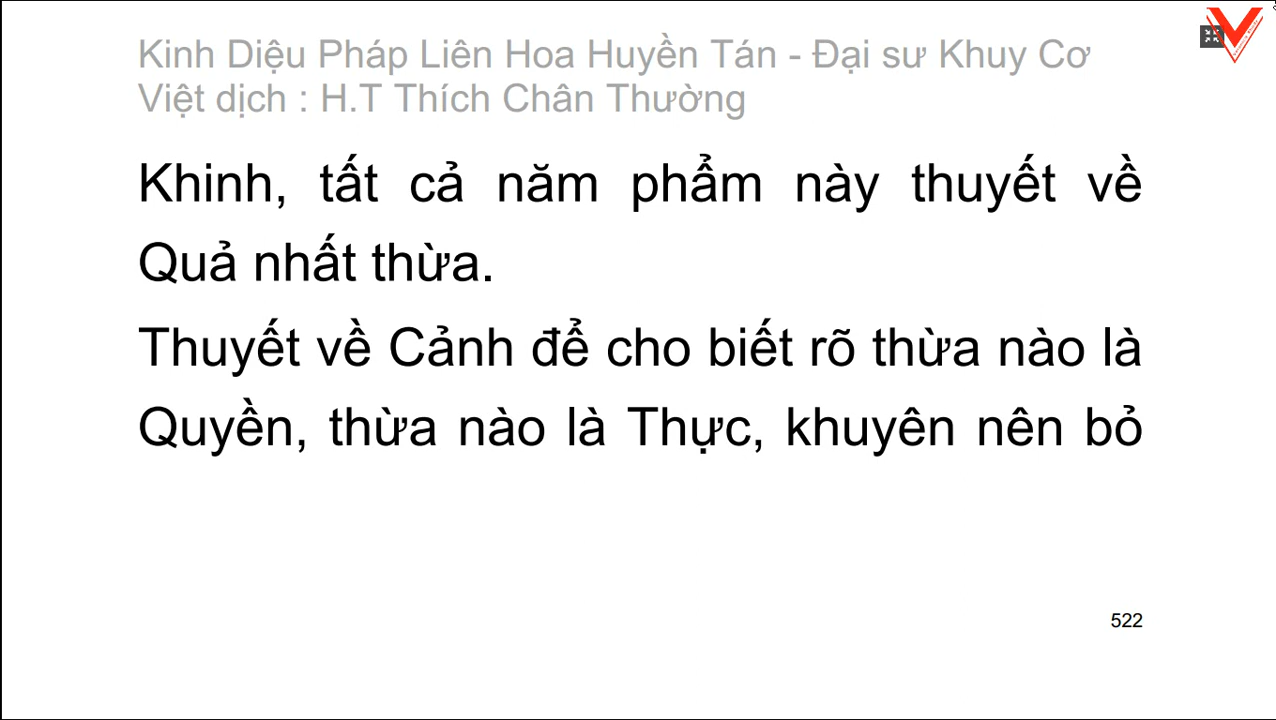 Kinh Diệu Pháp Liên Hoa Huyền Tán - Đại sư Khuy Cơ
Việt dịch : H.T Thích Chân Thường
Khinh, tất cả năm phẩm này thuyết về
Quả nhất thừa.
Thuyết về Cảnh để cho biết rõ thừa nào là
Quyền, thừa nào là Thực, khuyên nên bỏ
522